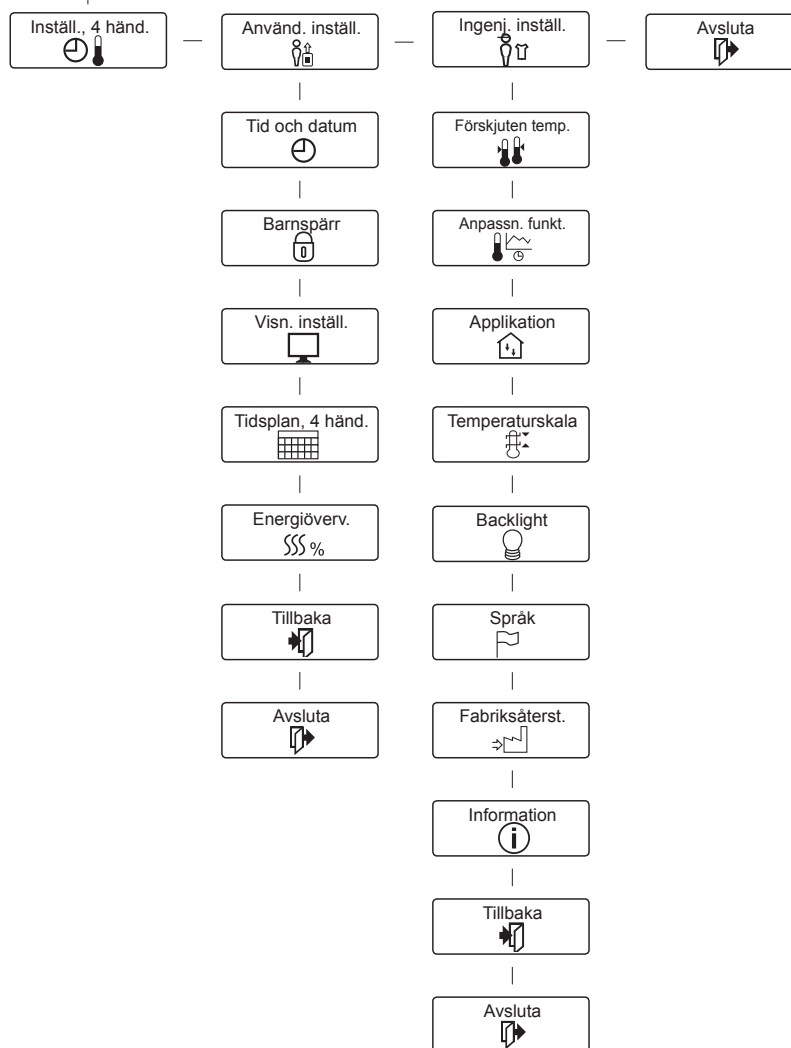 Inställ., 4 händ.
Använd. inställ.
Ingenj. inställ.
Avsluta
Tid och datum
Barnspärr
Visn. inställ.
Tidsplan, 4 händ.
Energiöverv.
%
Tillbaka
Avsluta
Förskjuten temp.
Anpassn. funkt.
Applikation
Temperaturskala
Backlight
Språk
Fabriksåterst.
Information
i
Tillbaka
Avsluta